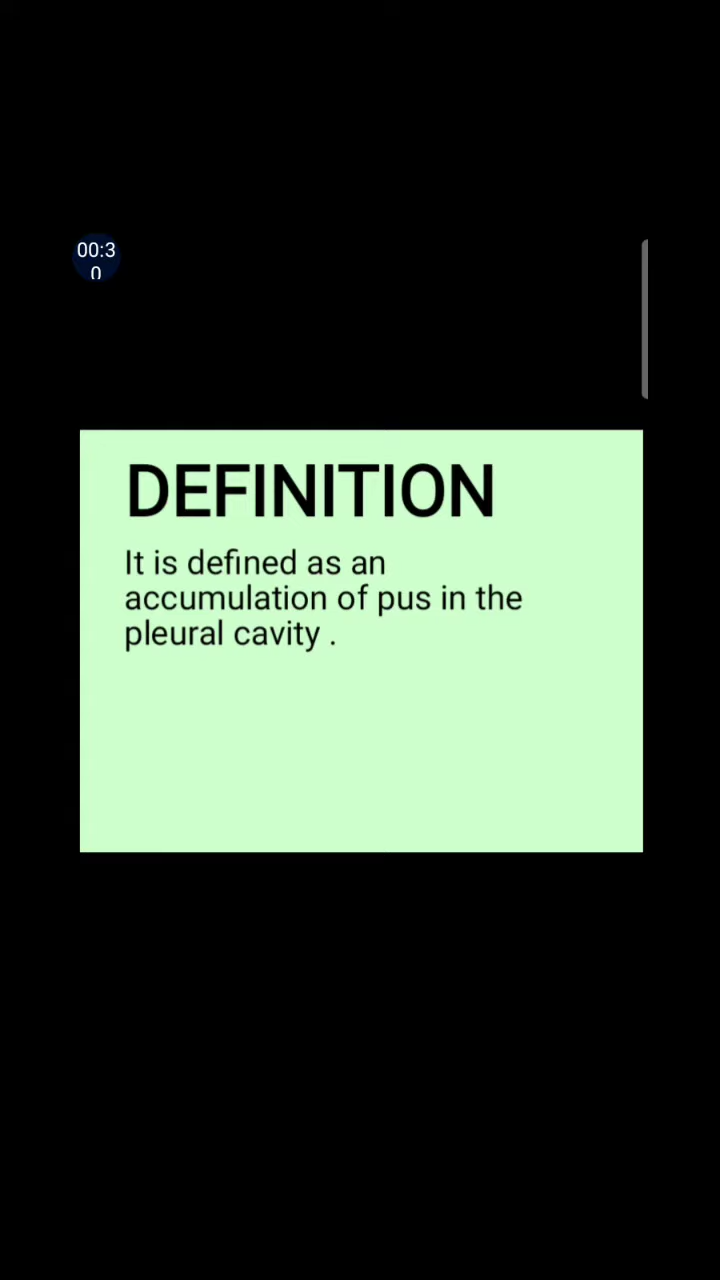 00:3
0
DEFINITION
It is defined as an
accumulation of pus in the
pleural cavity .